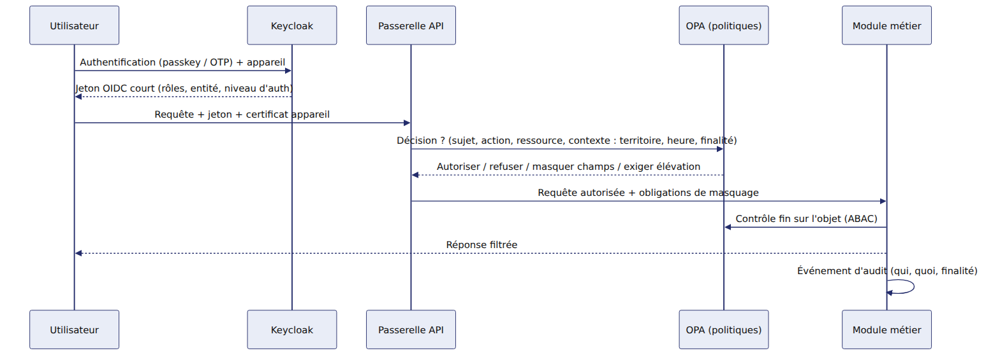 Utilisateur
Keycloak
Passerelle API
OPA (politiques)
Module métier
Authentification (passkey / OTP) + appareil
Jeton OIDC court (rôles, entité, niveau d'auth)
Requête + jeton + certificat appareil
Décision ? (sujet, action, ressource, contexte : territoire, heure, finalité)
Autoriser / refuser / masquer champs / exiger élévation
Requête autorisée + obligations de masquage
Contrôle fin sur l'objet (ABAC)
Réponse filtrée
Événement d'audit (qui, quoi, finalité)
Utilisateur
Keycloak
Passerelle API
OPA (politiques)
Module métier